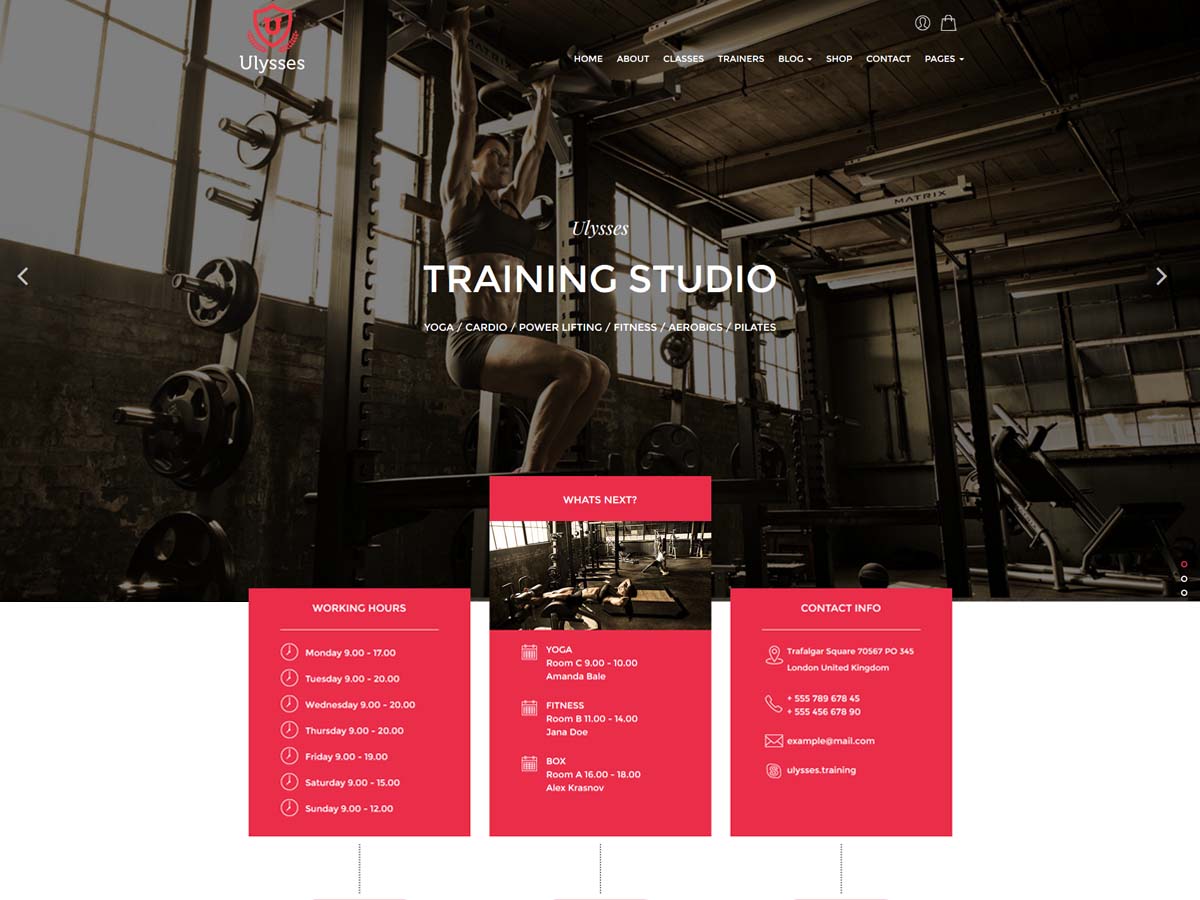 U
Ulysses
HOME ABOUT CLASSES TRAINERS BLOG SHOP CONTACT PAGES
MATRIX
MATRIX
Ulysses
TRAINING STUDIO
YOGA / CARDIO / POWER LIFTING / FITNESS / AEROBICS / PILATES
WHATS NEXT?
YOGA
Room C 9.00 - 10.00
Amanda Bale
FITNESS
Room B 11.00 - 14.00
Jana Doe
BOX
Room A 16.00 - 18.00
Alex Krasnov
WORKING HOURS
Monday 9.00 - 17.00
Tuesday 9.00 - 20.00
Wednesday 9.00 - 20.00
Thursday 9.00 - 20.00
Friday 9.00 - 19.00
Saturday 9.00 - 15.00
Sunday 9.00 - 12.00
CONTACT INFO
Trafalgar Square 70567 PO 345
London United Kingdom
+ 555 789 678 45
+ 555 456 678 90
example@mail.com
ulysses.training